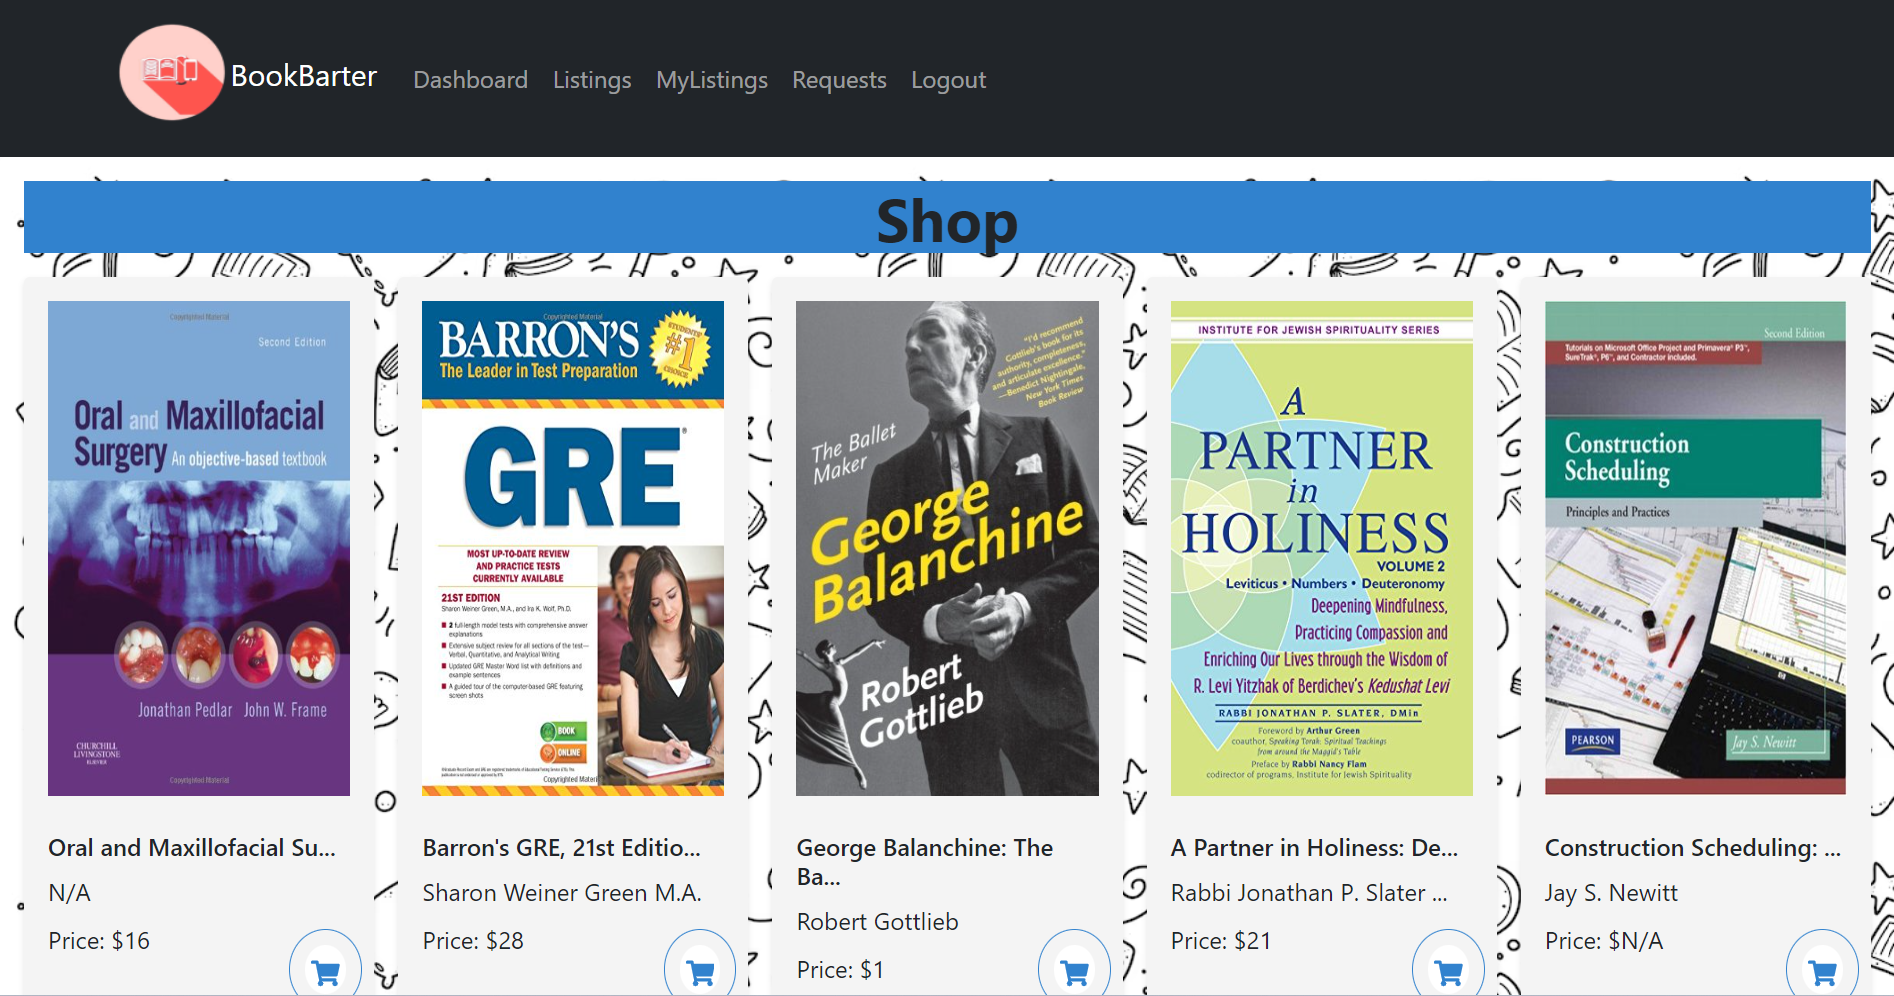 BookBarter
Dashboard
Listings
MyListings
Requests
Logout
Shop
Copyrighted Material
Second Edition
Oral and Maxillofacial
Surgery An objective-based textbook
Jonathan Pedlar John W. Frame
CHURCHILL
LIVINGSTONE
ELSEVIER
Copyrighted Material
Oral and Maxillofacial Su...
N/A
Price: $16
Copyrighted Material
BARRON'S
The Leader in Test Preparation
STUDENTS'
#1
CHOICE
GRE®
MOST UP-TO-DATE REVIEW
AND PRACTICE TESTS
CURRENTLY AVAILABLE
21ST EDITION
Sharon Weiner Green, M.A., and Ira K. Wolf, Ph.D.
2 full-length model tests with comprehensive answer
explanations
Extensive subject review for all sections of the test—
Verbal, Quantitative, and Analytical Writing
Updated GRE Master Word list with definitions and
example sentences
A guided tour of the computer-based GRE featuring
screen shots
BOOK
ONLINE
Copyrighted Materi
Barron's GRE, 21st Editio...
Sharon Weiner Green M.A.
Price: $28
"I'd recommend
Gottlieb's book for its
authority, completeness,
and articulate excellence."
—Benedict Nightingale,
New York Times
Book Review
The Ballet
Maker
George
Balanchine
Robert
Gottlieb
George Balanchine: The
Ba...
Robert Gottlieb
Price: $1
INSTITUTE FOR JEWISH SPIRITUALITY SERIES
A
PARTNER
in
HOLINESS
VOLUME 2
Leviticus • Numbers • Deuteronomy
Deepening Mindfulness,
Practicing Compassion and
Enriching Our Lives through the Wisdom of
R. Levi Yitzhak of Berdichev's Kedushat Levi
RABBI JONATHAN P. SLATER, DMin
Foreword by Arthur Green
coauthor, Speaking Torah: Spiritual Teachings
from around the Maggid's Table
Preface by Rabbi Nancy Flam
codirector of programs, Institute for Jewish Spirituality
A Partner in Holiness: De...
Rabbi Jonathan P. Slater ...
Price: $21
Second Edition
Tutorials on Microsoft Office Project and Primavera® P3™,
SureTrak®, P6™, and Contractor included.
Construction
Scheduling
Principles and Practices
PEARSON
Jay S. Newitt
Construction Scheduling: ...
Jay S. Newitt
Price: $N/A